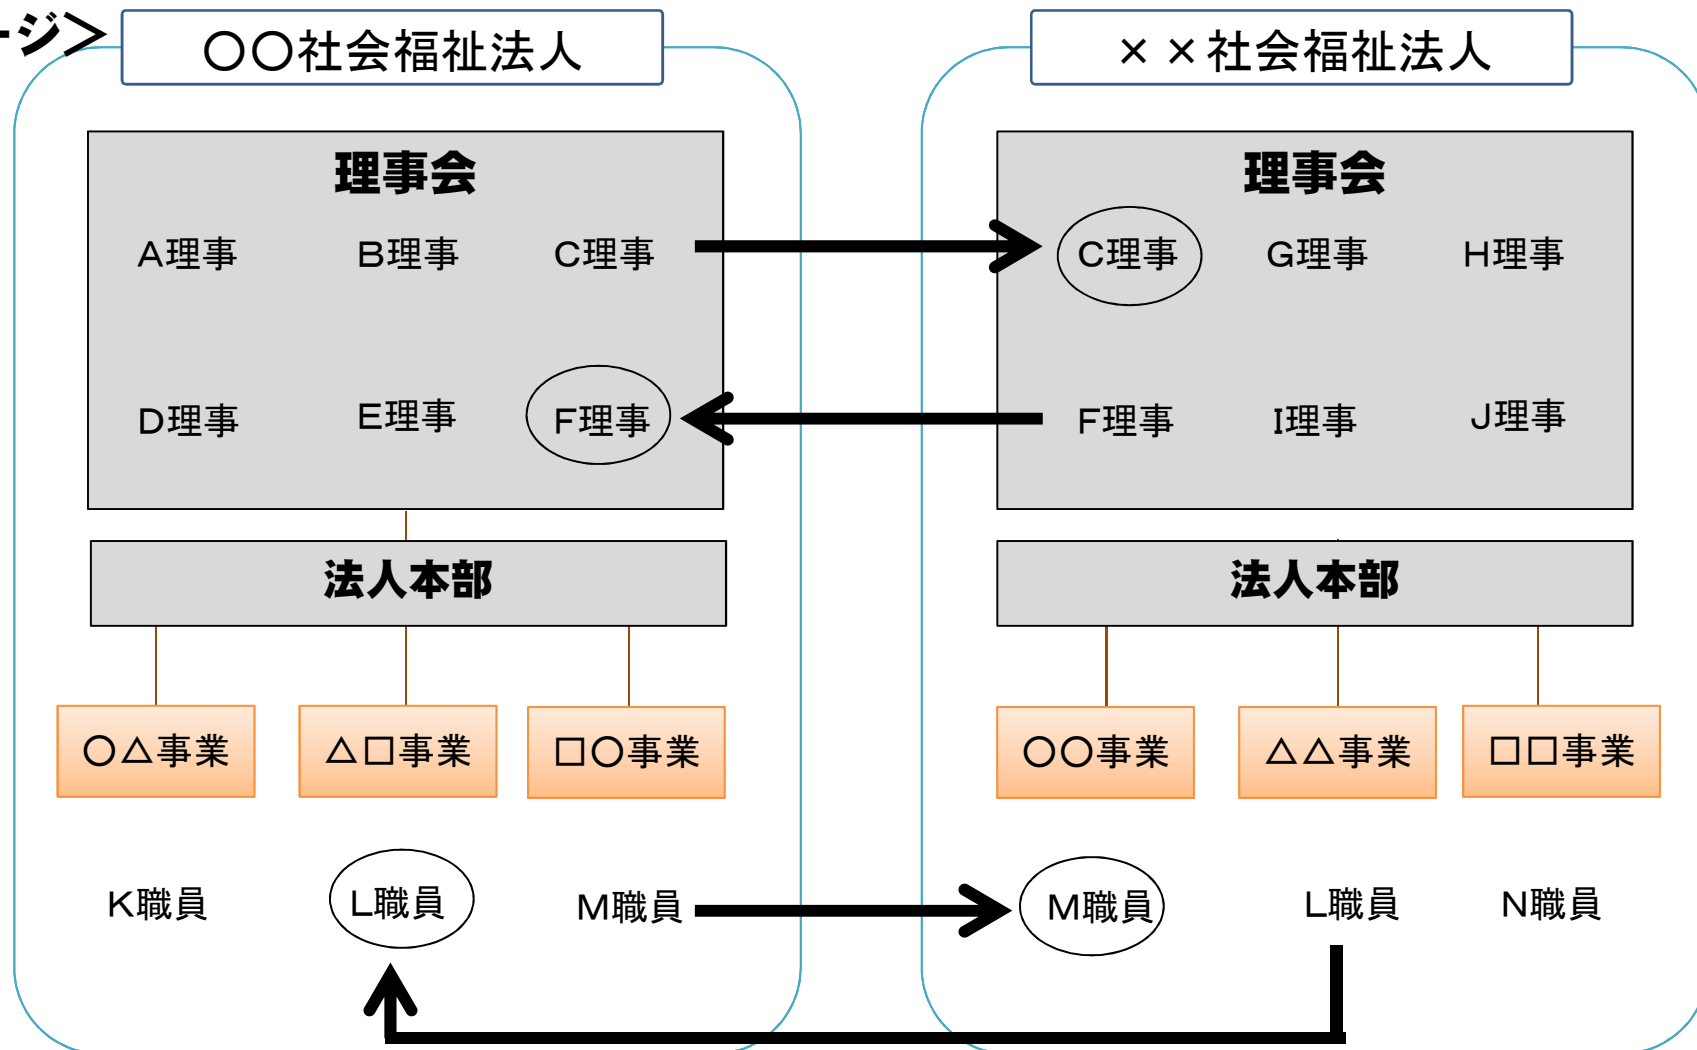 ージ＞
〇〇社会福祉法人
××社会福祉法人
理事会
A理事 B理事 C理事
D理事 E理事 F理事
理事会
C理事 G理事 H理事
F理事 I理事 J理事
法人本部
法人本部
○△事業 △□事業 □○事業
○○事業 △△事業 □□事業
K職員 L職員 M職員
M職員 L職員 N職員